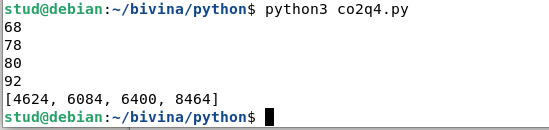 stud@debian:~/bivina/python$ python3 co2q4.py
68
78
80
92
[4624, 6084, 6400, 8464]
stud@debian:~/bivina/python$